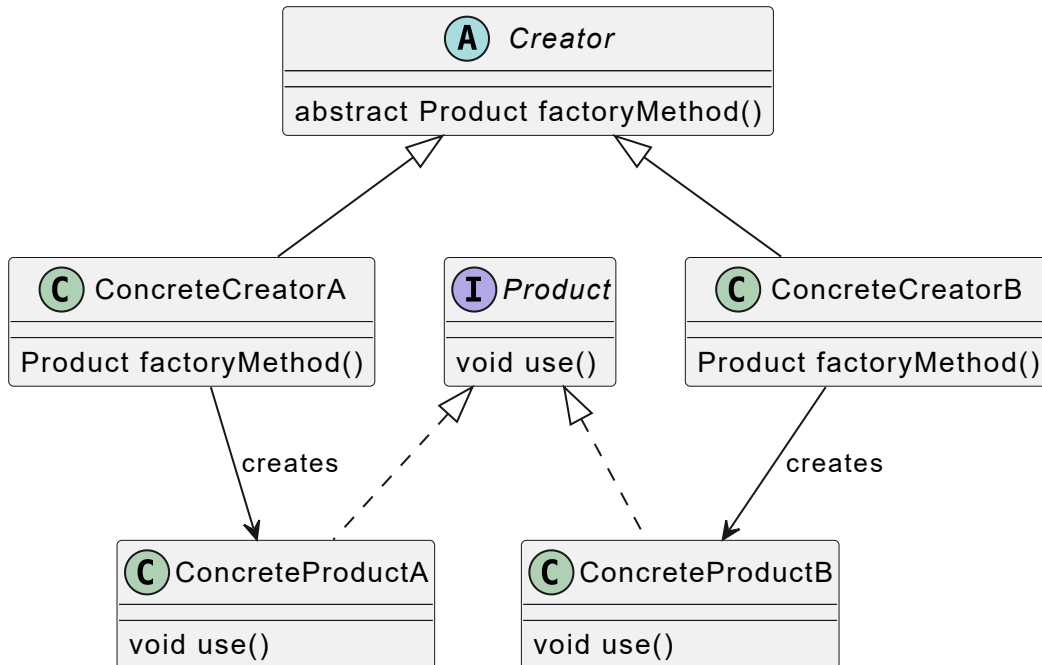 A Creator
abstract Product factoryMethod()
C ConcreteCreatorA
Product factoryMethod()
I Product
void use()
C ConcreteCreatorB
Product factoryMethod()
creates
creates
C ConcreteProductA
void use()
C ConcreteProductB
void use()